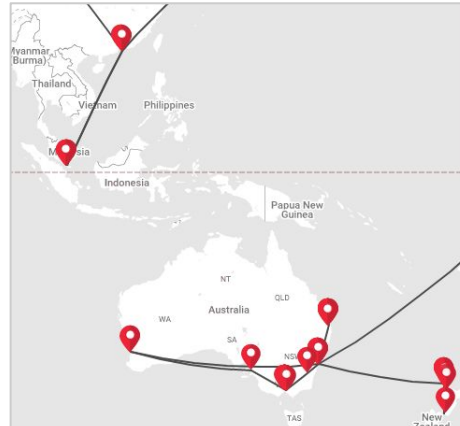 Myanmar
(Burma)
Thailand
Vietnam
Philippines
Indonesia
Papua New
Guinea
NT
QLD
WA
Australia
SA
NSW
TAS
New
Zealand